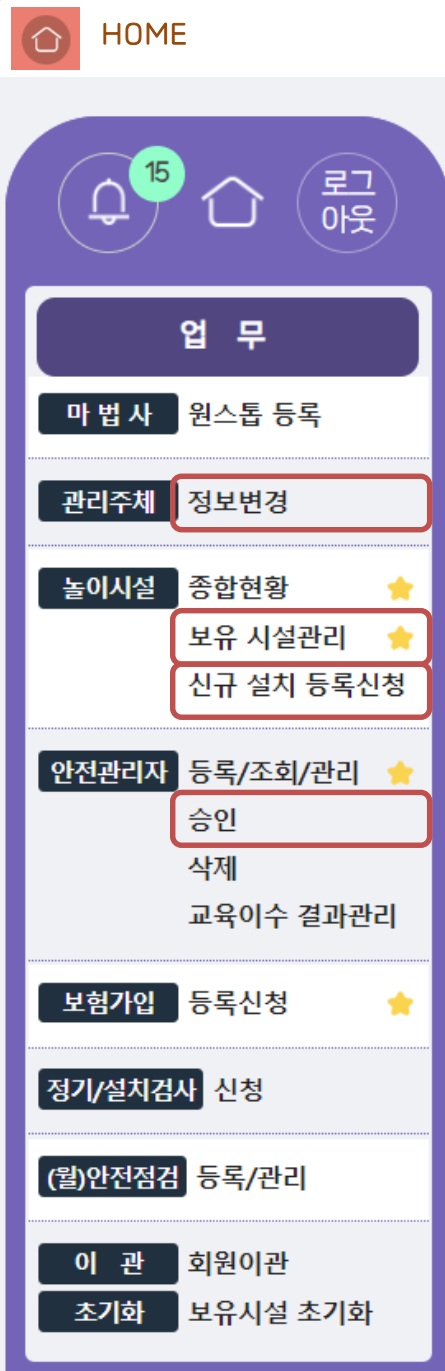 HOME
15
로그
아웃
업 무
마 법 사 원스톱 등록
관리주체 정보변경
놀이시설 종합현황
보유 시설관리
신규 설치 등록신청
안전관리자 등록/조회/관리
승인
삭제
교육이수 결과관리
보험가입 등록신청
정기/설치검사 신청
(월)안전점검 등록/관리
이 관 회원이관
초기화 보유시설 초기화